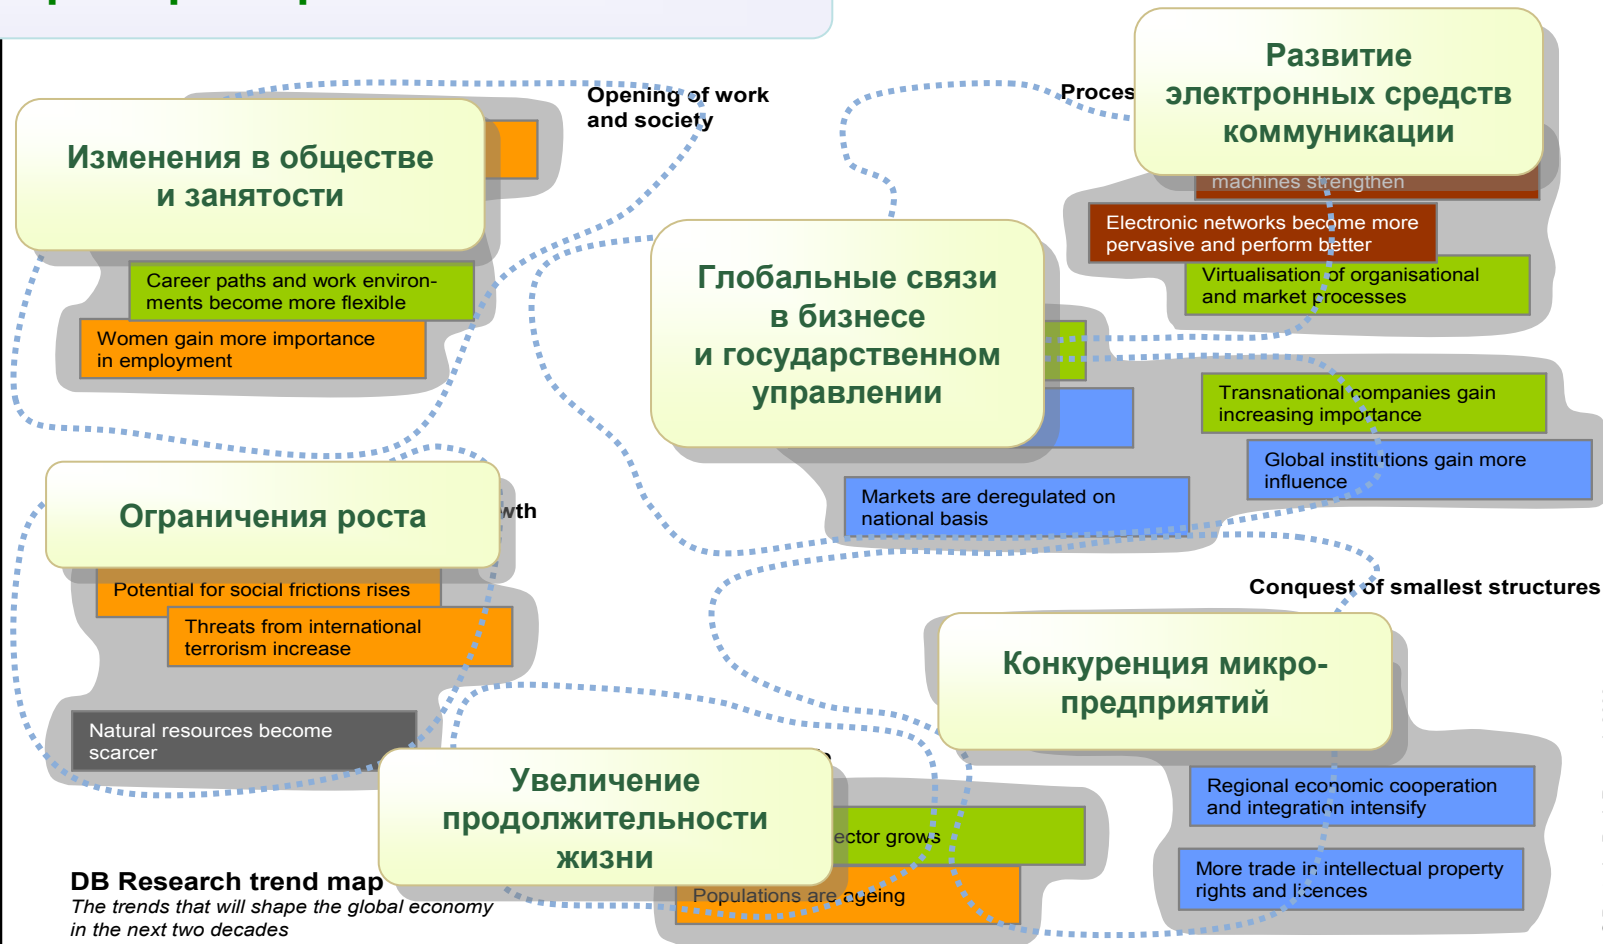 Opening of work
and society
Изменения в обществе
и занятости
Career paths and work environ-
ments become more flexible
Women gain more importance
in employment
Развитие
электронных средств
коммуникации
machines strengthen
Electronic networks become more
pervasive and perform better
Virtualisation of organisational
and market processes
Глобальные связи
в бизнесе
и государственном
управлении
Transnational companies gain
increasing importance
Global institutions gain more
influence
Markets are deregulated on
national basis
Ограничения роста
Potential for social frictions rises
Threats from international
terrorism increase
Natural resources become
scarcer
Conquest of smallest structures
Конкуренция микро-
предприятий
Regional economic cooperation
and integration intensify
More trade in intellectual property
rights and licences
Увеличение
продолжительности
жизни
grows
Populations are ageing
DB Research trend map
The trends that will shape the global economy
in the next two decades